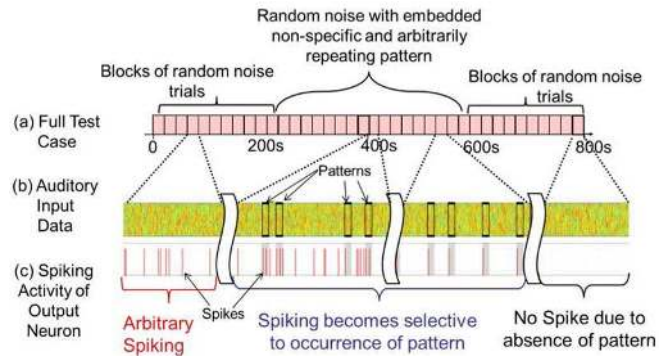 Random noise with embedded
non-specific and arbitrarily
repeating pattern
Blocks of random noise
trials
Blocks of random noise
trials
(a) Full Test
Case
0
200s
400s
600s
800s
(b) Auditory
Input
Data
Patterns
(c) Spiking
Activity of
Output
Neuron
Spikes
Arbitrary
Spiking
Spiking becomes selective
to occurrence of pattern
No Spike due to
absence of pattern